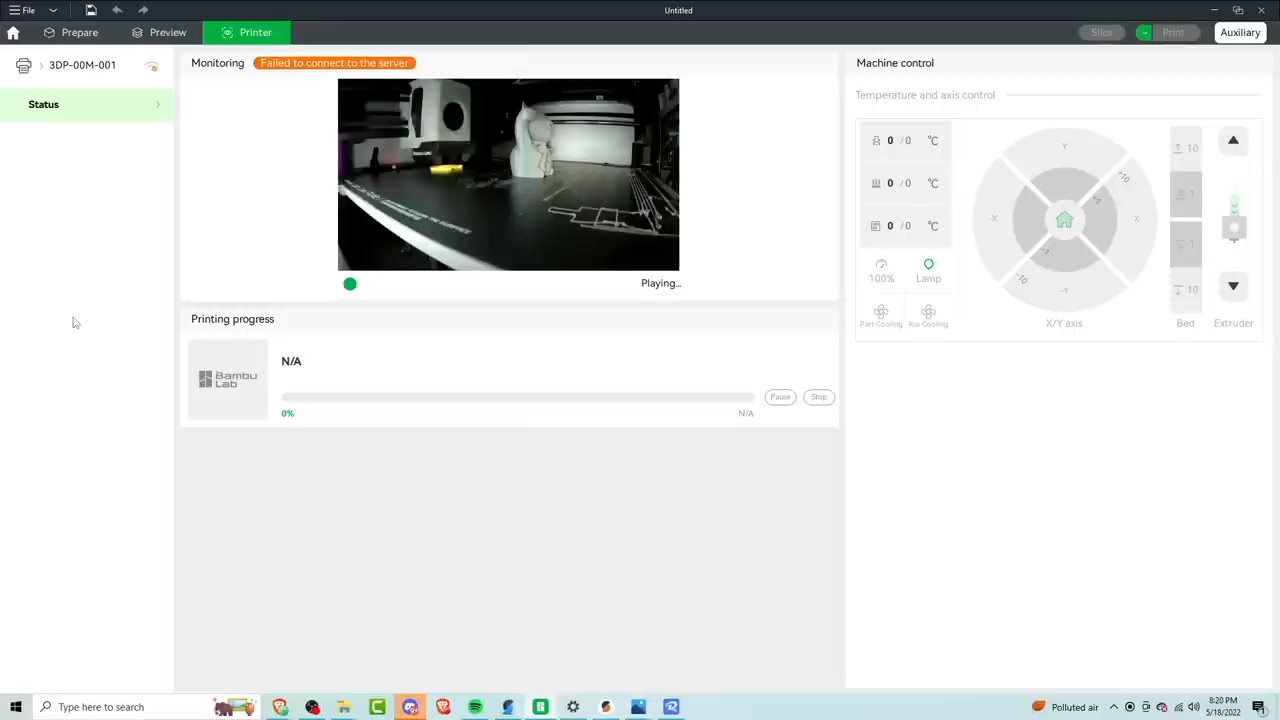 File
Untitled
Prepare
Preview
Printer
Slice
Print
Auxiliary
3DP-00M-001
Status
Monitoring
Failed to connect to the server
Playing...
Printing progress
Bambu
Lab
N/A
0%
N/A
Pause
Stop
Machine control
Temperature and axis control
0 /0 °C
0 /0 °C
0 /0 °C
100%
Lamp
Part Cooling
Aux Cooling
Y
+10
-X
X
-10
-Y
X/Y axis
10
1
1
10
Bed
Extruder
Type here to search
Polluted air
8:20 PM
5/18/2022